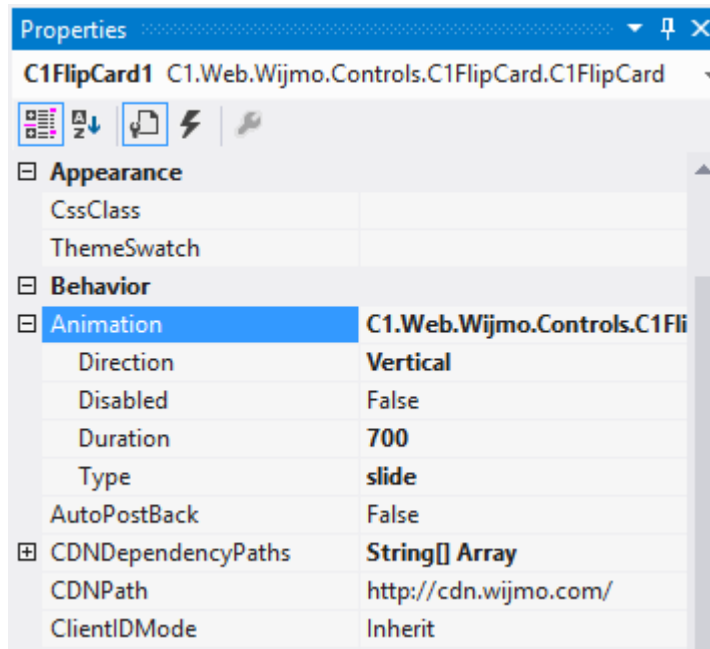 Properties
C1FlipCard1 C1.Web.Wijmo.Controls.C1FlipCard.C1FlipCard
Appearance
CssClass
ThemeSwatch
Behavior
Animation C1.Web.Wijmo.Controls.C1Fli
Direction Vertical
Disabled False
Duration 700
Type slide
AutoPostBack False
CDNDependencyPaths String[] Array
CDNPath http://cdn.wijmo.com/
ClientIDMode Inherit